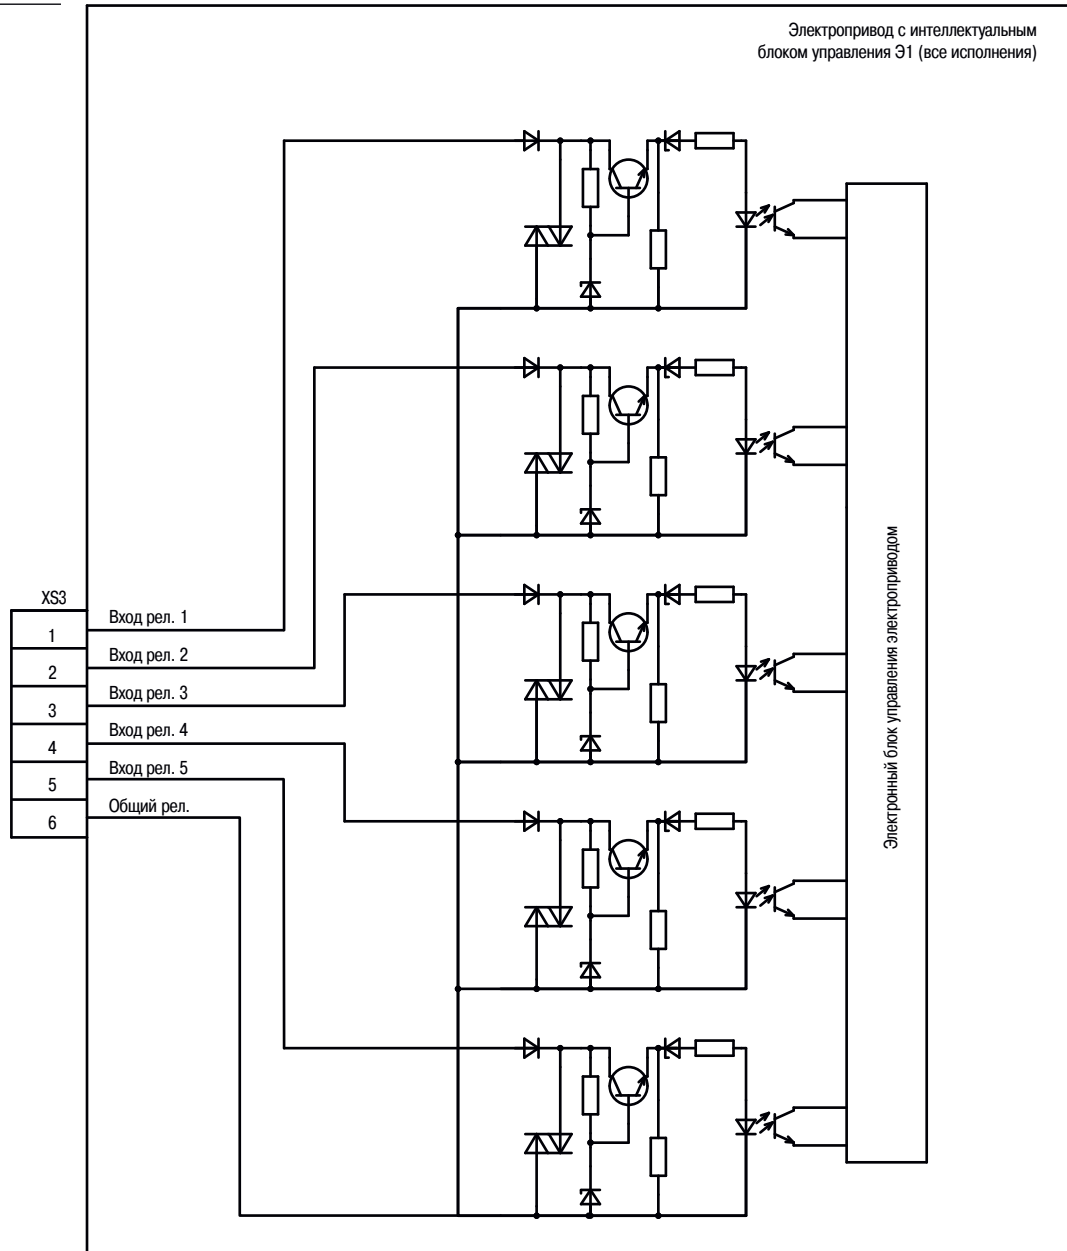 Электропривод с интеллектуальным
блоком управления Э1 (все исполнения)
XS3
1
Вход рел. 1
2
Вход рел. 2
3
Вход рел. 3
4
Вход рел. 4
5
Вход рел. 5
6
Общий рел.
Электронный блок управления электроприводом